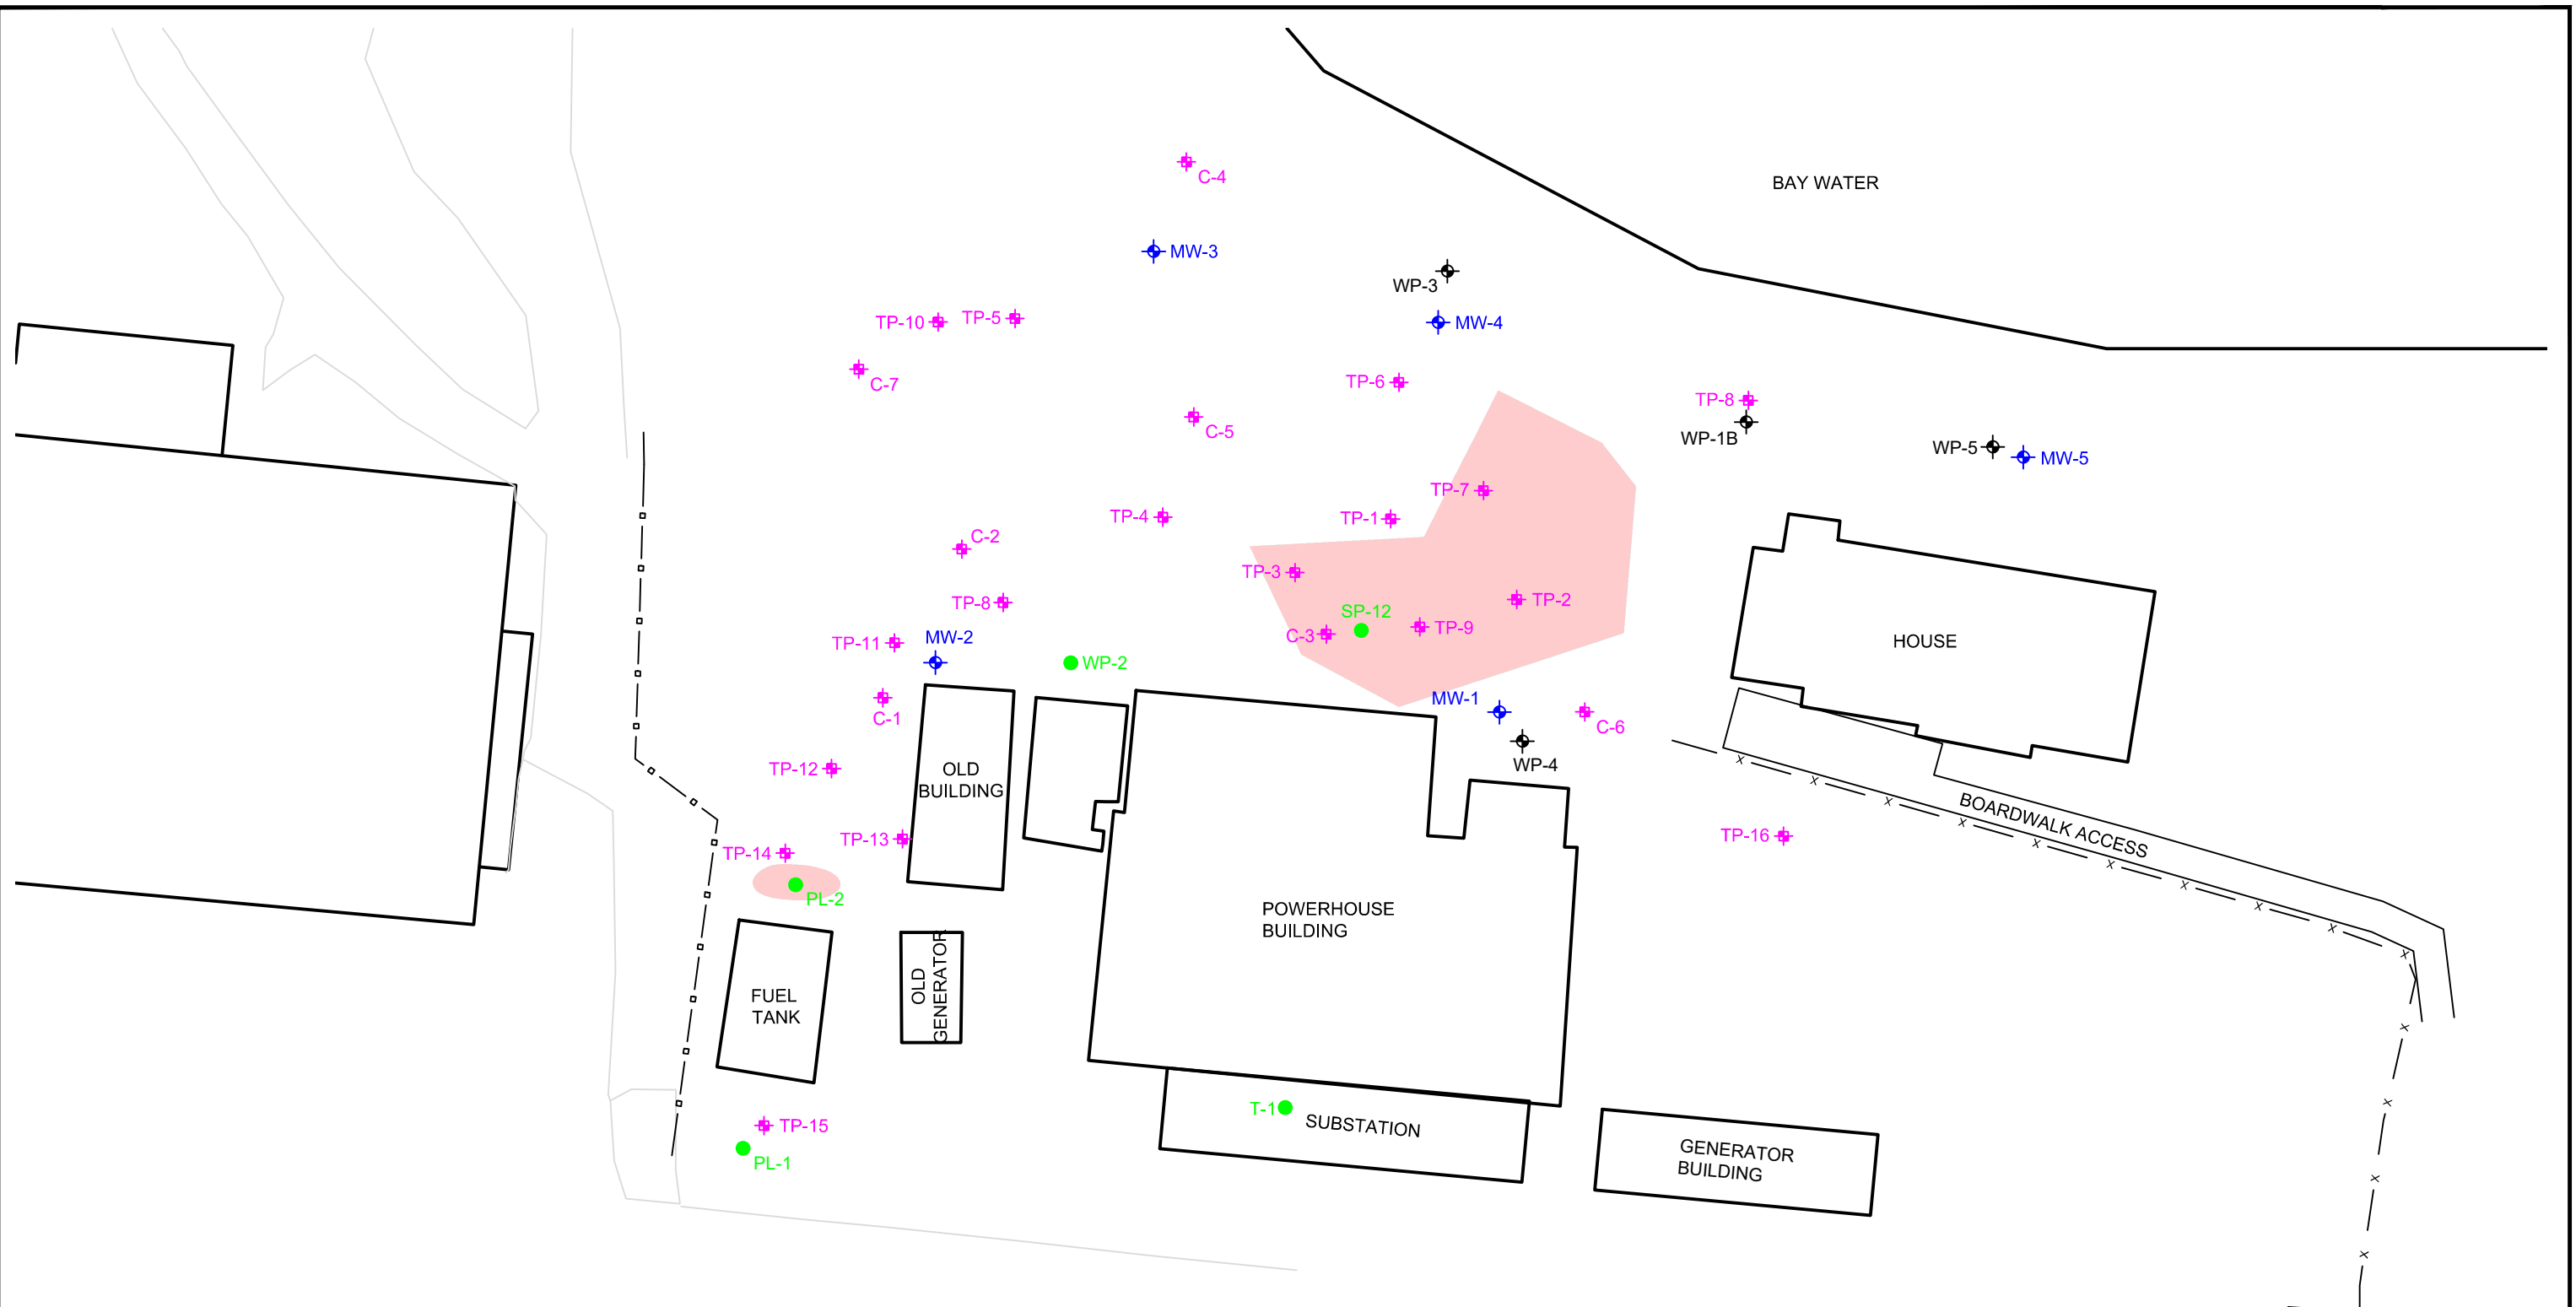 C-4
BAY WATER
MW-3
WP-3
TP-10
TP-5
MW-4
C-7
TP-6
TP-8
C-5
WP-1B
WP-5
MW-5
TP-7
TP-4
TP-1
C-2
TP-3
TP-8
TP-2
SP-12
C-3
TP-9
TP-11
MW-2
WP-2
HOUSE
MW-1
C-1
C-6
WP-4
TP-12
OLD
BUILDING
BOARDWALK ACCESS
TP-13
TP-16
TP-14
PL-2
POWERHOUSE
BUILDING
FUEL
TANK
OLD
GENERATOR
T-1
SUBSTATION
TP-15
PL-1
GENERATOR
BUILDING